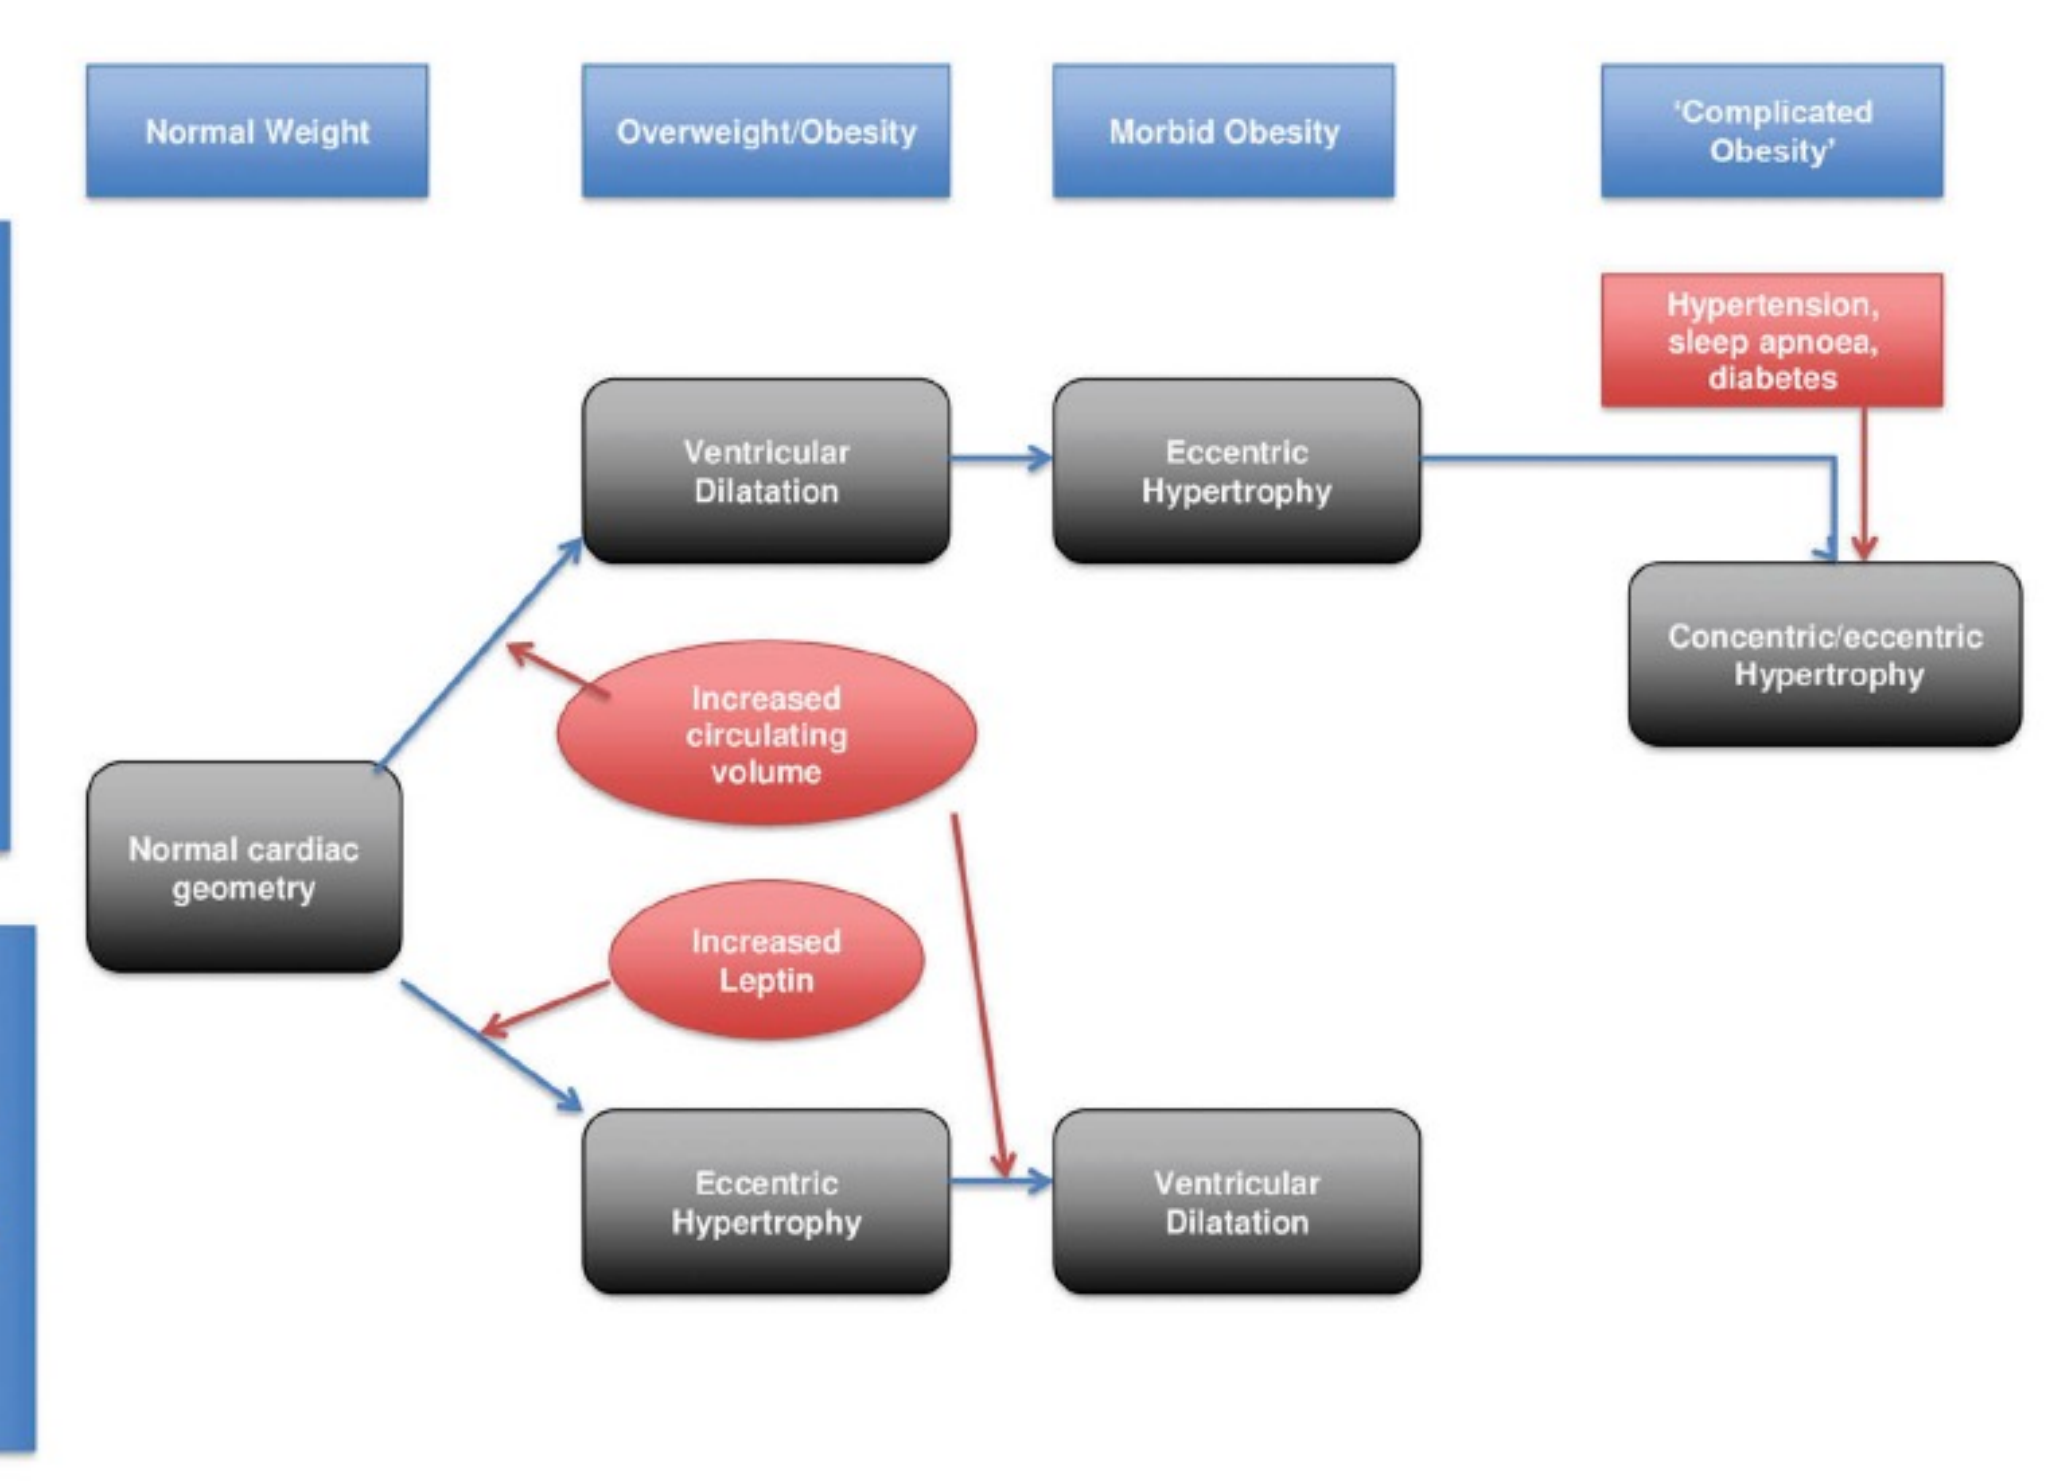 Normal Weight
Overweight/Obesity
Morbid Obesity
‘Complicated
Obesity’
Hypertension,
sleep apnoea,
diabetes
Ventricular
Dilatation
Eccentric
Hypertrophy
Concentric/eccentric
Hypertrophy
Increased
circulating
volume
Normal cardiac
geometry
Increased
Leptin
Eccentric
Hypertrophy
Ventricular
Dilatation